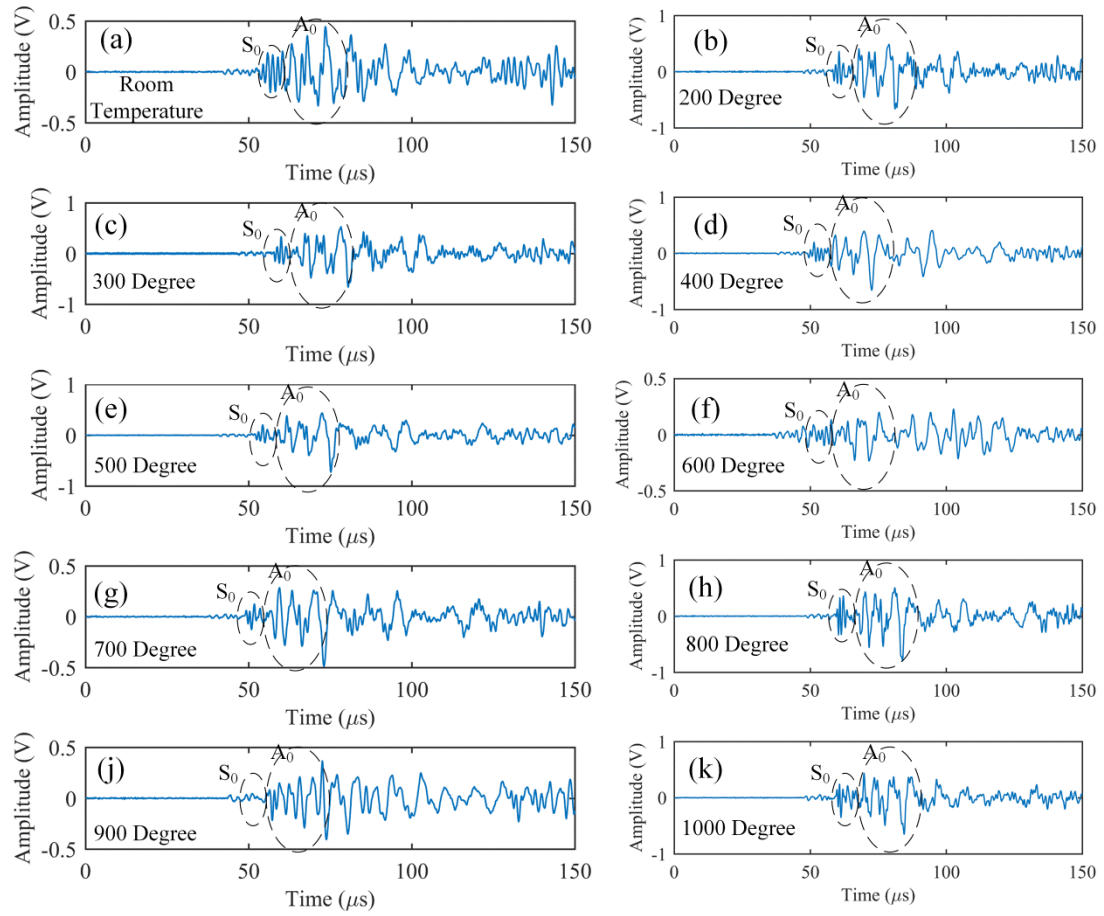 (a) S₀ A₀
Room
Temperature
Amplitude (V)
0.5
0
-0.5
0 50 100 150
Time (μs)
(b) S₀ A₀
200 Degree
Amplitude (V)
1
0
-1
0 50 100 150
Time (μs)
(c) S₀ A₀
300 Degree
Amplitude (V)
1
0
-1
0 50 100 150
Time (μs)
(d) S₀ A₀
400 Degree
Amplitude (V)
1
0
-1
0 50 100 150
Time (μs)
(e) S₀ A₀
500 Degree
Amplitude (V)
1
0
-1
0 50 100 150
Time (μs)
(f) S₀ A₀
600 Degree
Amplitude (V)
0.5
0
-0.5
0 50 100 150
Time (μs)
(g) S₀ A₀
700 Degree
Amplitude (V)
0.5
0
-0.5
0 50 100 150
Time (μs)
(h) S₀ A₀
800 Degree
Amplitude (V)
1
0
-1
0 50 100 150
Time (μs)
(j) S₀ A₀
900 Degree
Amplitude (V)
0.5
0
-0.5
0 50 100 150
Time (μs)
(k) S₀ A₀
1000 Degree
Amplitude (V)
1
0
-1
0 50 100 150
Time (μs)